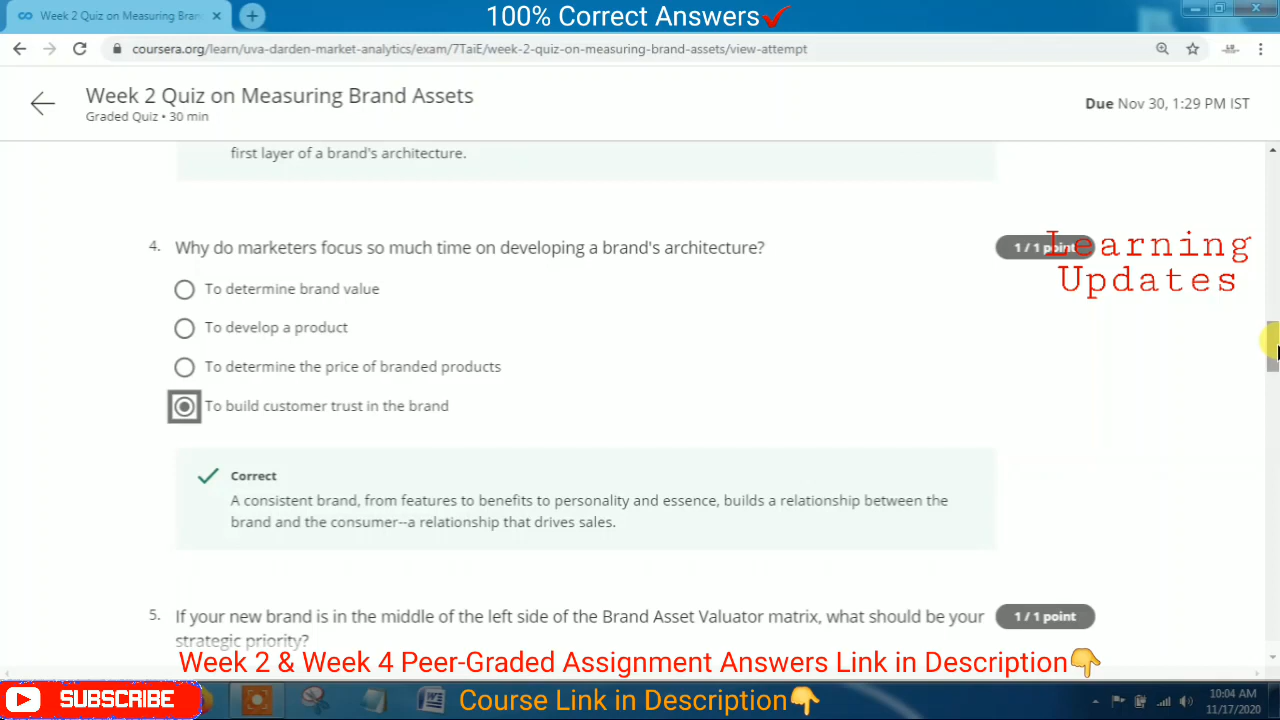 100% Correct Answers
Week 2 Quiz on Measuring Bran
coursera.org/learn/uva-darden-market-analytics/exam/7TaiE/week-2-quiz-on-measuring-brand-assets/view-attempt
Week 2 Quiz on Measuring Brand Assets
Graded Quiz • 30 min
Due Nov 30, 1:29 PM IST
first layer of a brand's architecture.
4. Why do marketers focus so much time on developing a brand's architecture?
1 / 1 point
Learning
Updates
To determine brand value
To develop a product
To determine the price of branded products
To build customer trust in the brand
Correct
A consistent brand, from features to benefits to personality and essence, builds a relationship between the
brand and the consumer--a relationship that drives sales.
5. If your new brand is in the middle of the left side of the Brand Asset Valuator matrix, what should be your
strategic priority?
1 / 1 point
Week 2 & Week 4 Peer-Graded Assignment Answers Link in Description
SUBSCRIBE
Course Link in Description
10:04 AM
11/17/2020